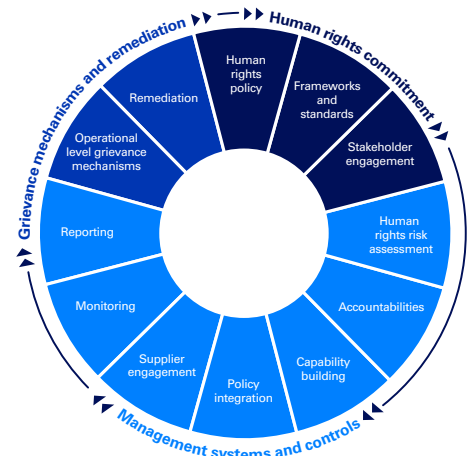 Human rights commitment
Human
rights
policy
Frameworks
and
standards
Stakeholder
engagement
Human
rights risk
assessment
Accountabilities
Capability
building
Policy
integration
Supplier
engagement
Monitoring
Reporting
Operational
level grievance
mechanisms
Remediation
Management systems and controls
Grievance mechanisms and remediation